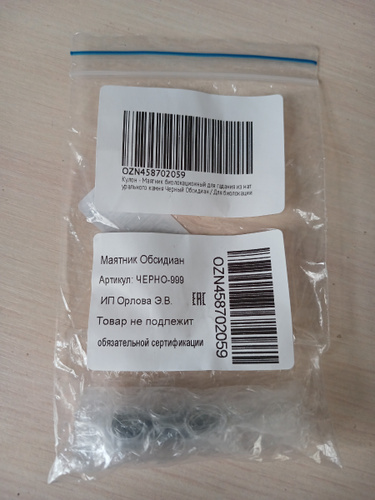 OZN458702059
Кулон - Маятник биолокационный для гадания из нат
урального камня Черный Обсидиан / Для биолокации
Маятник Обсидиан
Артикул: ЧЕРНО-999
ИП Орлова Э.В.
EAC
Товар не подлежит
обязательной сертификации
OZN458702059